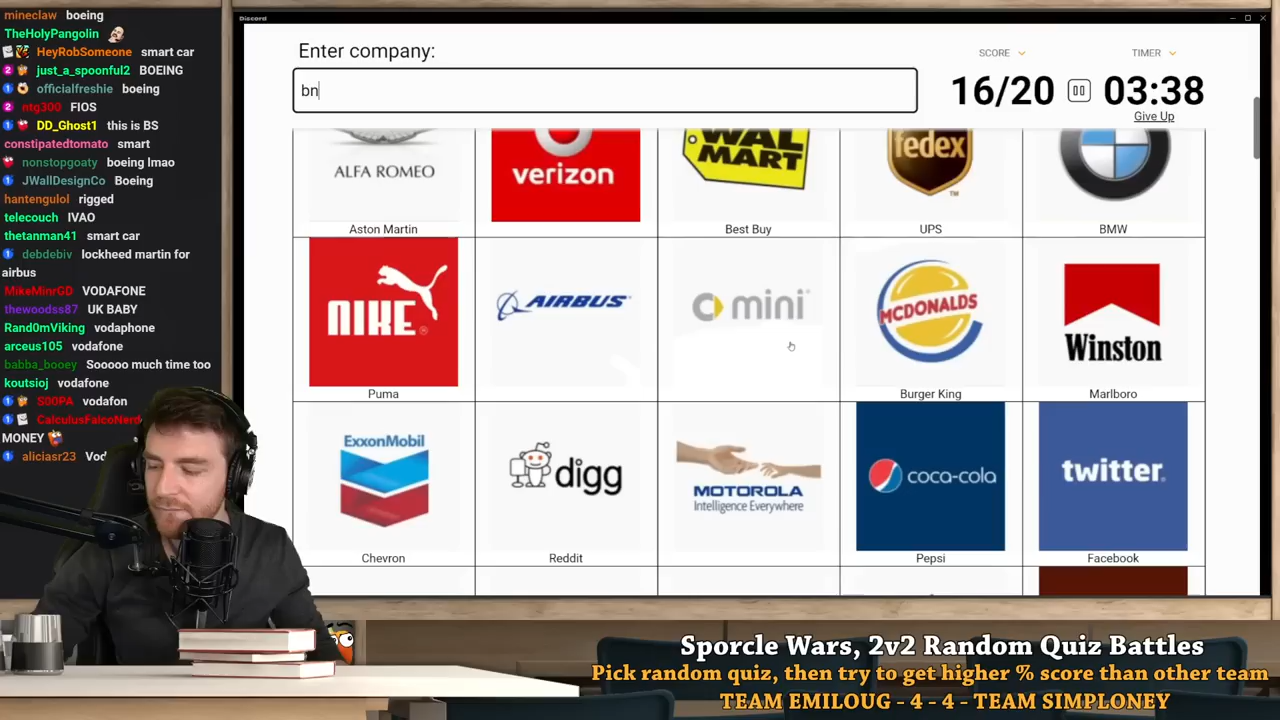 Discord
mineclaw boeing
TheHolyPangolin
HeyRobSomeone smart car
just_a_spoonful2 BOEING
officialfreshie boeing
ntg300 FIOS
DD_Ghost1 this is BS
constipatedtomato smart
nonstopgoaty boeing lmao
JWallDesignCo Boeing
hantengulol rigged
telecouch IVAO
thetanman41 smart car
debdebiv lockheed martin for
airbus
MikeMinrGD VODAFONE
thewoodss87 UK BABY
Rand0mViking vodaphone
arceus105 vodafone
babba_booey Sooooo much time too
koutsioj vodafone
S00PA vodafon
CalculusFalcoNerd
MONEY
aliciasr23 Vod
Enter company:
bn
SCORE
TIMER
16/20
03:38
Give Up
ALFA ROMEO
verizon
WAL
MART
fedex
TM
Aston Martin
Best Buy
UPS
BMW
NIKE
AIRBUS
mini
MCDONALDS
Winston
Puma
Burger King
Marlboro
ExxonMobil
digg
MOTOROLA
Intelligence Everywhere
coca-cola
twitter
Chevron
Reddit
Pepsi
Facebook
Sporcle Wars, 2v2 Random Quiz Battles
Pick random quiz, then try to get higher % score than other team
TEAM EMILOUG - 4 - 4 - TEAM SIMPLONEY